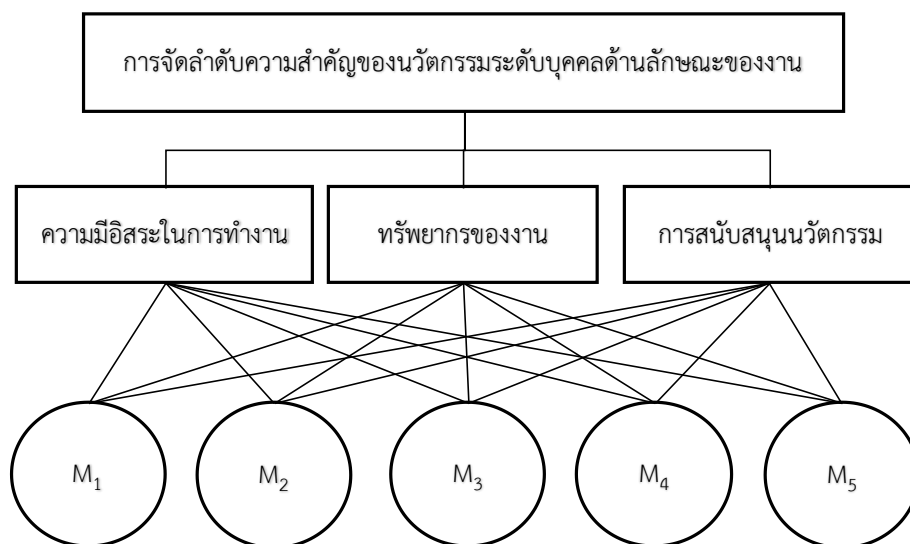 การจัดลำดับความสำคัญของนวัตกรรมระดับบุคคลด้านลักษณะของงาน
ความมีอิสระในการทำงาน
ทรัพยากรของงาน
การสนับสนุนนวัตกรรม
M₁
M₂
M₃
M₄
M₅